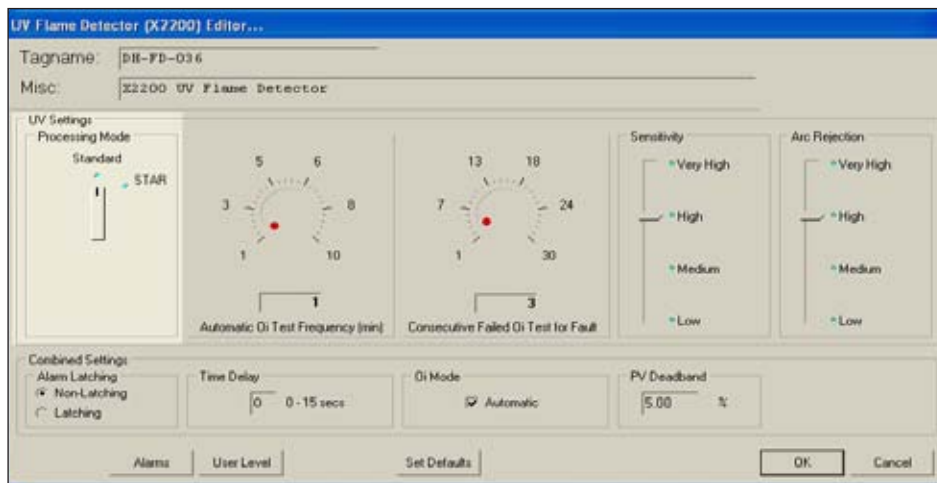 UV Flame Detector (X2200) Editor...
Tagname: DH-FD-036
Misc: X2200 UV Flame Detector
UV Settings
Processing Mode
Standard
STAR
5 6
3 8
1 10
1
Automatic Oi Test Frequency (min)
13 18
7 24
1 30
3
Consecutive Failed Oi Test for Fault
Sensitivity
Very High
High
Medium
Low
Arc Rejection
Very High
High
Medium
Low
Combined Settings
Alarm Latching
Non-Latching
Latching
Time Delay
0 0 - 15 secs
Oi Mode
Automatic
PV Deadband
5.00 %
Alarms User Level Set Defaults OK Cancel